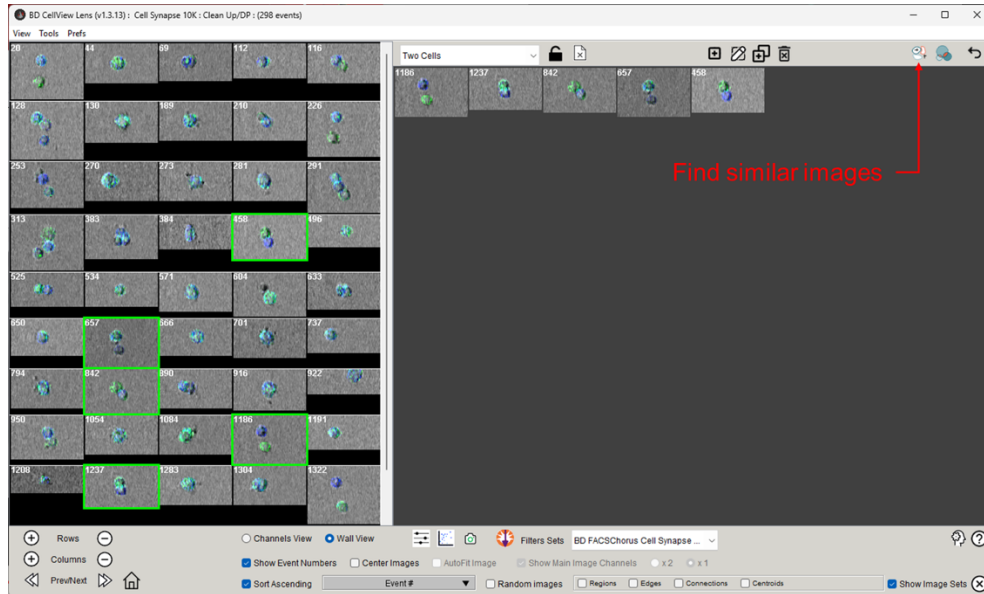 BD CellView Lens (v1.3.13) : Cell Synapse 10K : Clean Up/DP : (298 events)
View Tools Prefs
Two Cells
28 44 69 112 116
128 130 189 210 226
253 270 273 281 291
313 383 384 458 496
525 534 571 604 633
650 657 666 701 737
794 842 890 916 922
950 1054 1084 1186 1191
1208 1237 1283 1304 1322
1186 1237 842 657 458
Find similar images
Rows
Columns
Prev/Next
Channels View Wall View Filters Sets BD FACSChorus Cell Synapse ...
Show Event Numbers Center Images AutoFit Image Show Main Image Channels x 2 x 1
Sort Ascending Event # Random images Regions Edges Connections Centroids Show Image Sets